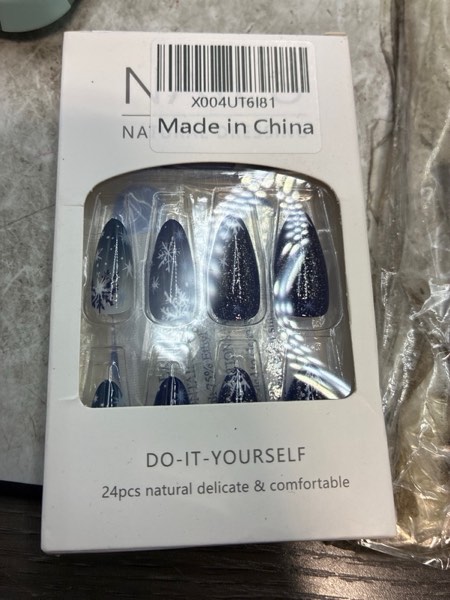 X004UT6I81
Made in China
DO-IT-YOURSELF
24pcs natural delicate & comfortable